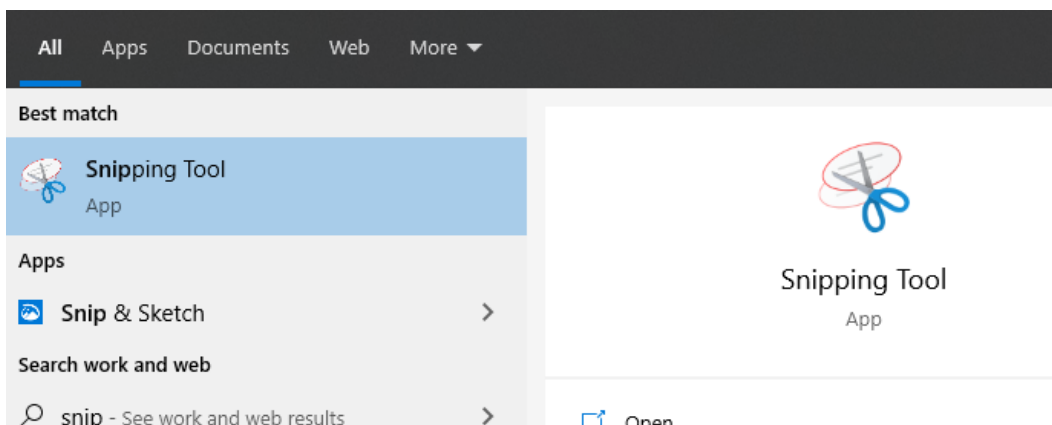 All Apps Documents Web More
Best match
Snipping Tool
App
Apps
Snip & Sketch
Search work and web
snip - See work and web results
Snipping Tool
App
Open